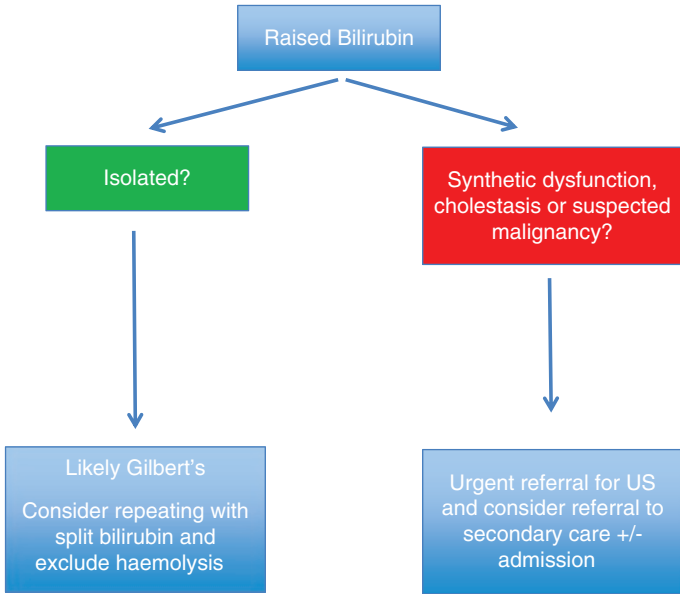 Raised Bilirubin
Isolated?
Synthetic dysfunction,
cholestasis or suspected
malignancy?
Likely Gilbert's
Consider repeating with
split bilirubin and
exclude haemolysis
Urgent referral for US
and consider referral to
secondary care +/-
admission